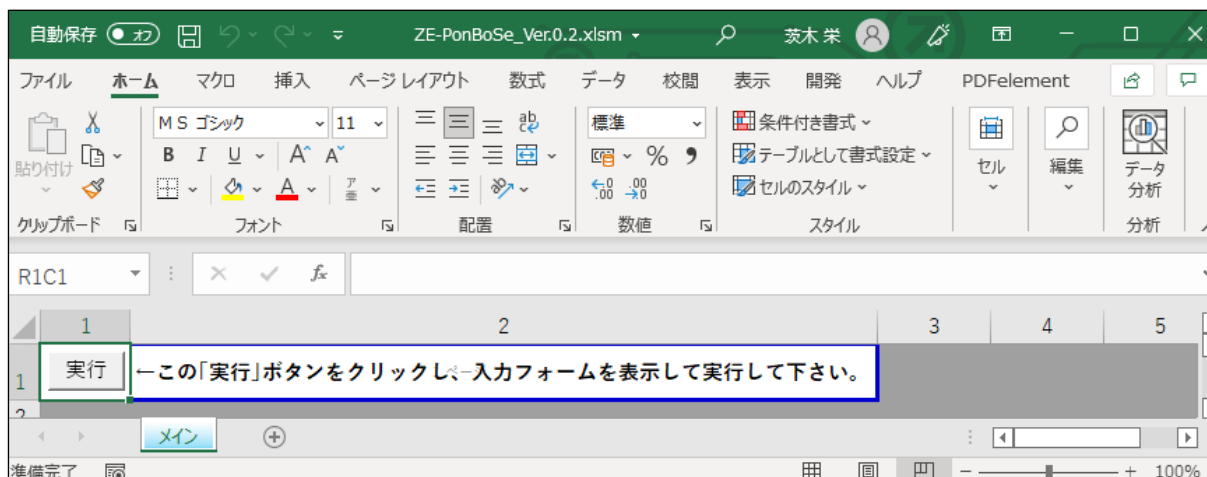 自動保存 オフ ZE-PonBoSe_Ver.0.2.xlsm 茨木 栄
ファイル ホーム マクロ 挿入 ページ レイアウト 数式 データ 校閲 表示 開発 ヘルプ PDFelement
貼り付け
クリップボード
MS ゴシック 11
B I U A A
A ア亜
フォント
ab
配置
標準
% 9
.00 .00
数値
条件付き書式
テーブルとして書式設定
セルのスタイル
スタイル
セル
編集
データ分析
分析
R1C1 fx
1 2 3 4 5
1 実行 ←この「実行」ボタンをクリックし、入力フォームを表示して実行して下さい。
2
メイン
準備完了 100%